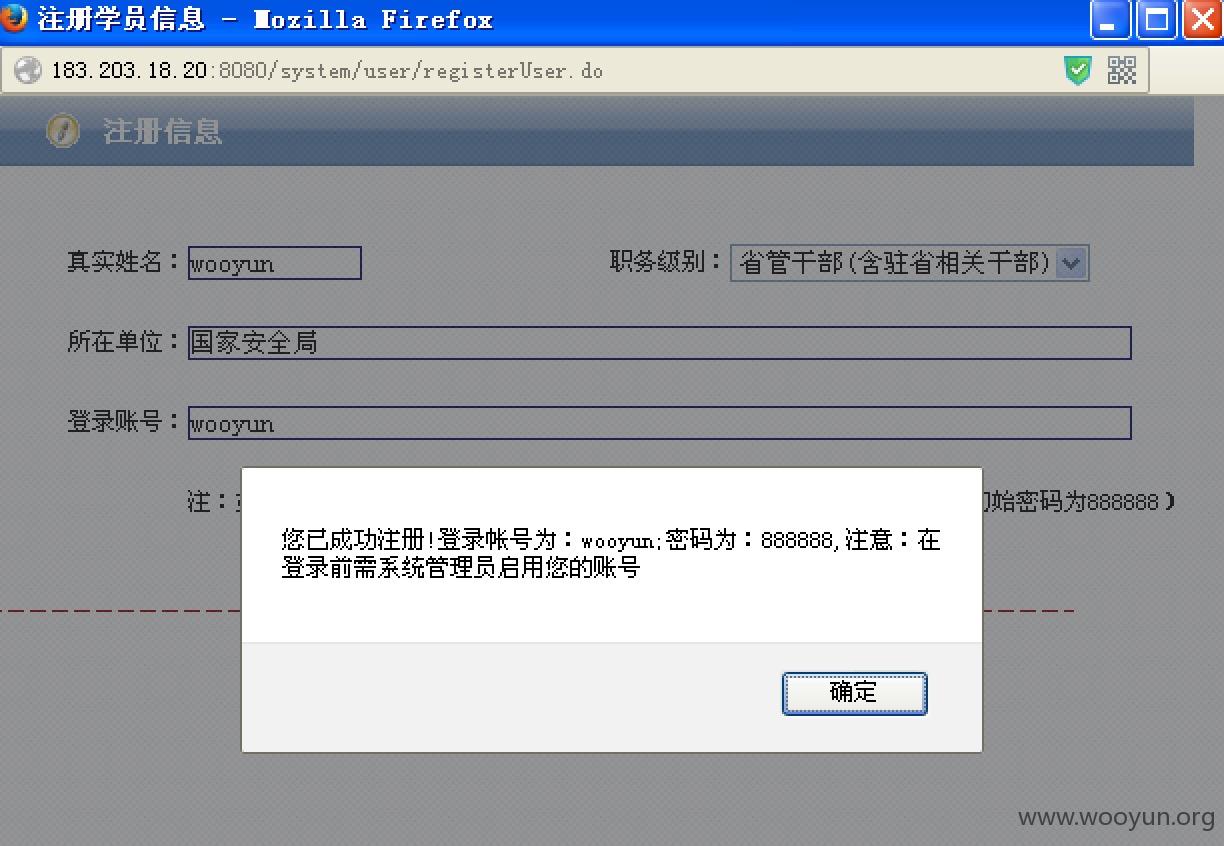 注册学员信息 - Mozilla Firefox
183.203.18.20:8080/system/user/registerUser.do
注册信息
真实姓名：wooyun 职务级别：省管干部(含驻省相关干部)
所在单位：国家安全局
登录账号：wooyun
注： 始密码为888888)
您已成功注册!登录帐号为：wooyun;密码为：888888,注意：在
登录前需系统管理员启用您的账号
确定
www.wooyun.org